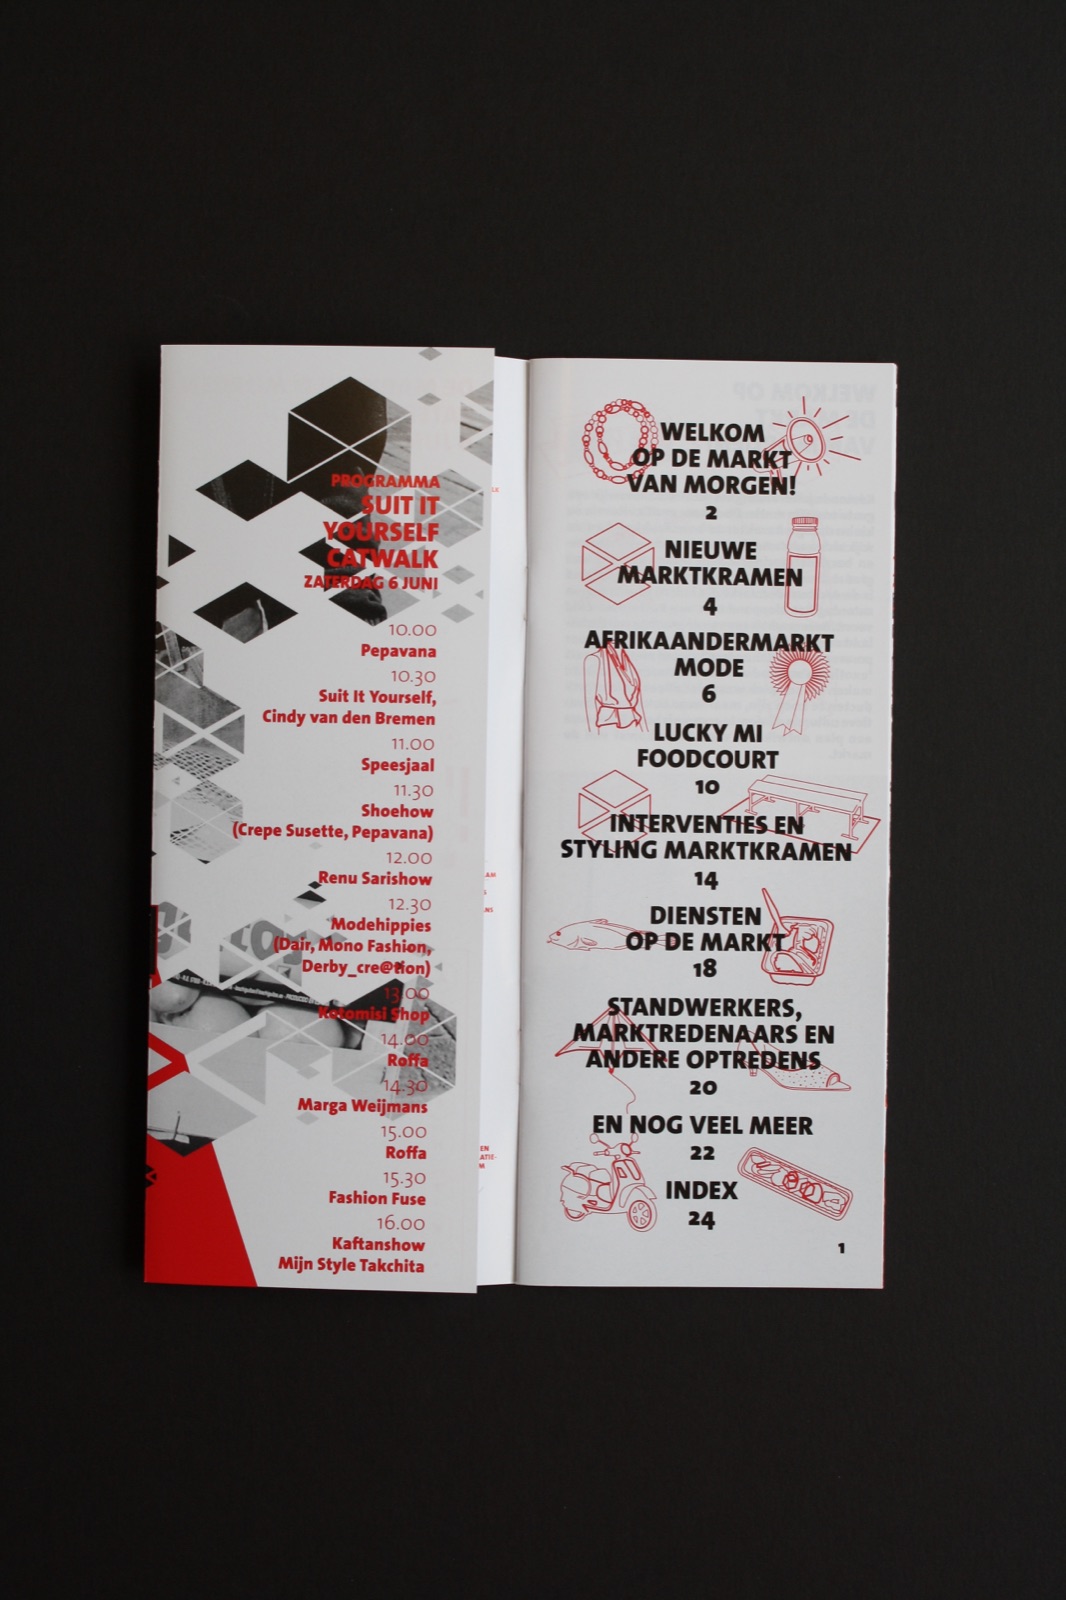 PROGRAMMA
SUIT IT
YOURSELF
CATWALK
ZATERDAG 6 JUNI
10.00
Pepavana
10.30
Suit It Yourself,
Cindy van den Bremen
11.00
Speesjaal
11.30
Shoehow
(Crepe Susette, Pepavana)
12.00
Renu Sarishow
12.30
Modehippies
(Dair, Mono Fashion,
Derby_cre@tion)
13.00
Kotomisi Shop
14.00
Roffa
14.30
Marga Weijmans
15.00
Roffa
15.30
Fashion Fuse
16.00
Kaftanshow
Mijn Style Takchita
WELKOM
OP DE MARKT
VAN MORGEN!
2
NIEUWE
MARKTKRAMEN
4
AFRIKAANDERMARKT
MODE
6
LUCKY MI
FOODCOURT
10
INTERVENTIES EN
STYLING MARKTKRAMEN
14
DIENSTEN
OP DE MARKT
18
STANDWERKERS,
MARKTREDENAARS EN
ANDERE OPTREDENS
20
EN NOG VEEL MEER
22
INDEX
24
1